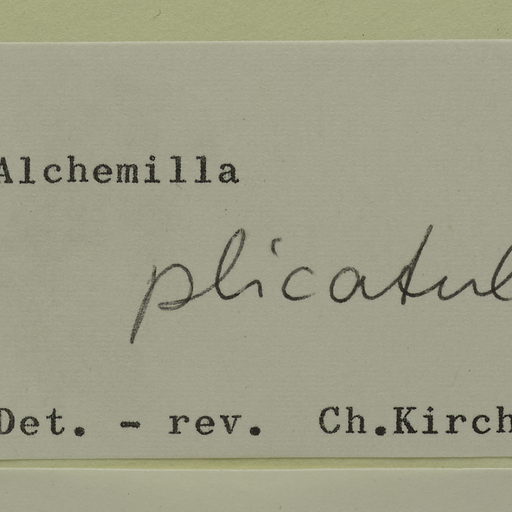 Alchemilla
plicatul
Det. - rev. Ch.Kirch